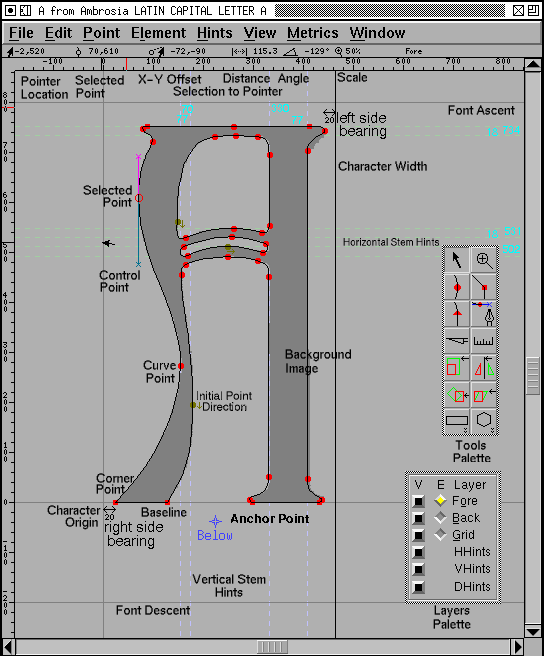 A from Ambrosia LATIN CAPITAL LETTER A
File Edit Point Element Hints View Metrics Window
-2,520 70,610 -72,-90 115.3 -129° 50% Fore
-100 0 100 200 300 400 500 600 700 800
Pointer Location
Selected Point
X-Y Offset
Distance
Angle
Scale
Selection to Pointer
Font Ascent
20
left side bearing
Character Width
Selected Point
Horizontal Stem Hints
Control Point
Curve Point
Background Image
Initial Point Direction
Tools Palette
Corner Point
Character Origin
20
right side bearing
Baseline
Anchor Point
Below
Vertical Stem Hints
Font Descent
V E Layer
Fore
Back
Grid
HHints
VHints
DHints
Layers Palette